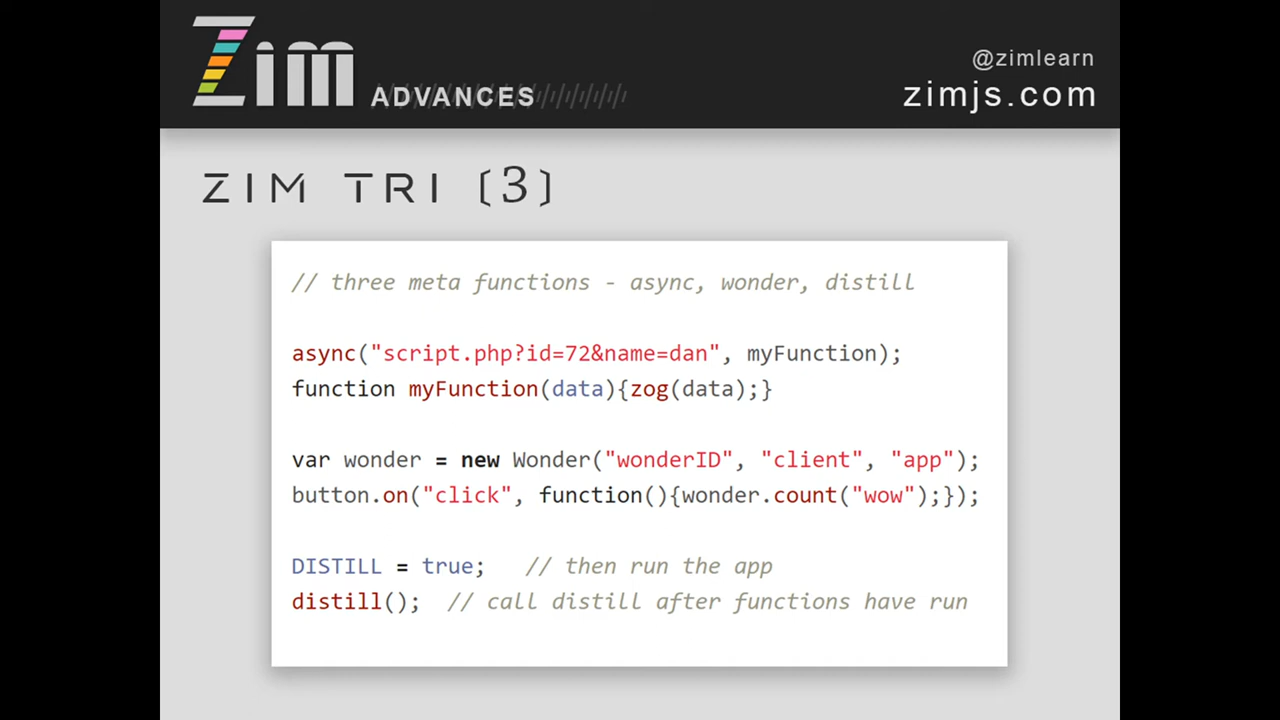 Zim ADVANCES
@zimlearn
zimjs.com
ZIM TRI (3)
// three meta functions - async, wonder, distill
async("script.php?id=72&name=dan", myFunction);
function myFunction(data){zog(data);}
var wonder = new Wonder("wonderID", "client", "app");
button.on("click", function(){wonder.count("wow");});
DISTILL = true;   // then run the app
distill();  // call distill after functions have run